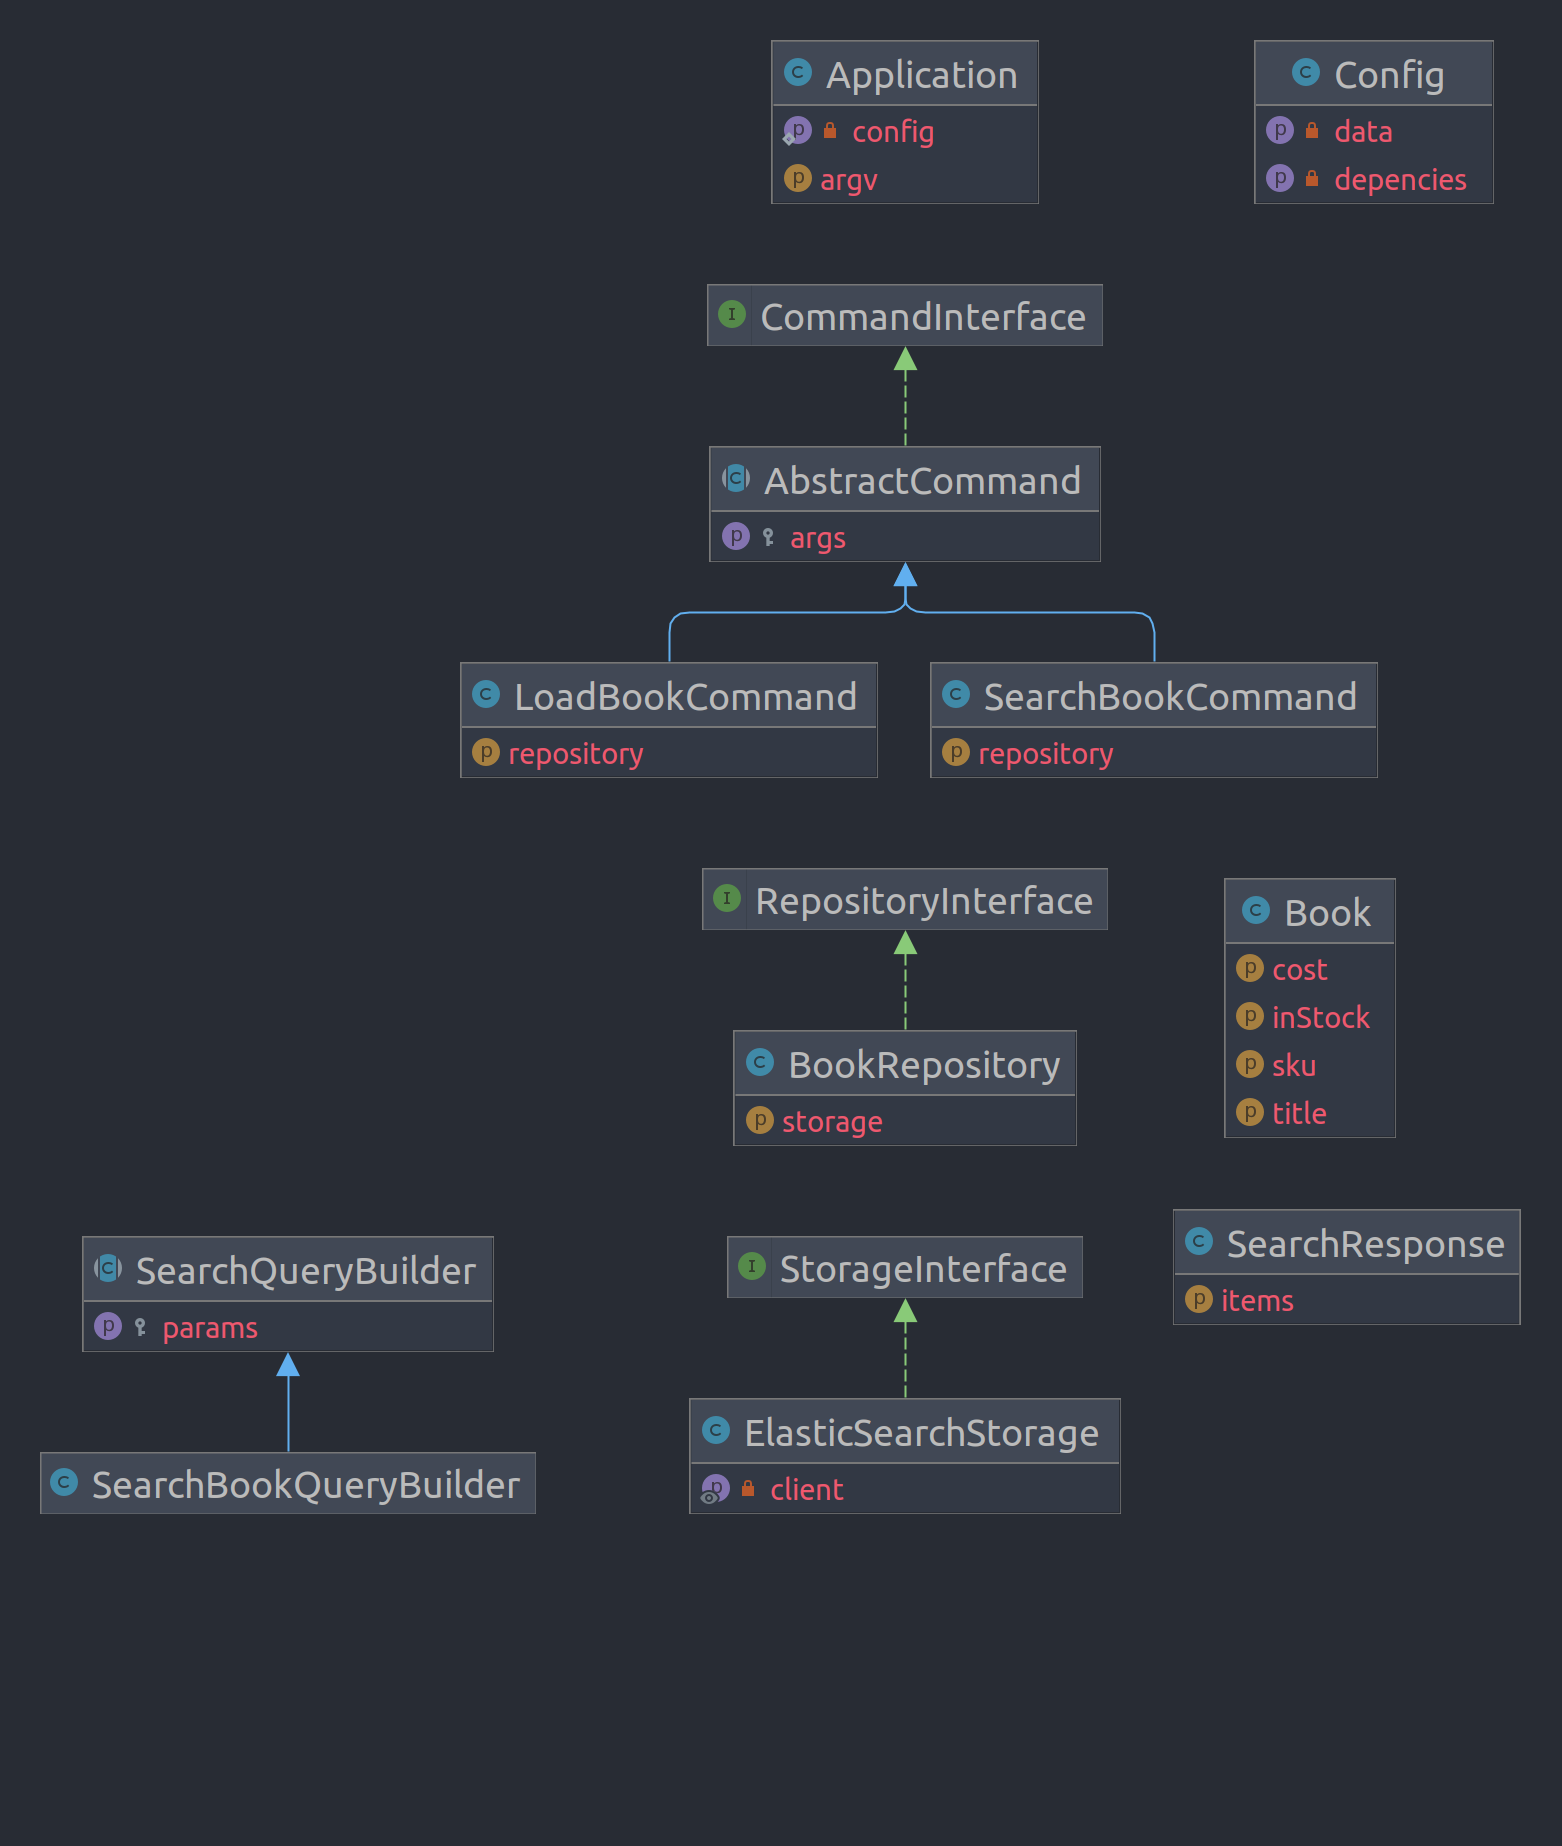 Application
config
argv
Config
data
depencies
CommandInterface
AbstractCommand
args
LoadBookCommand
repository
SearchBookCommand
repository
RepositoryInterface
BookRepository
storage
Book
cost
inStock
sku
title
SearchQueryBuilder
params
SearchBookQueryBuilder
StorageInterface
ElasticSearchStorage
client
SearchResponse
items